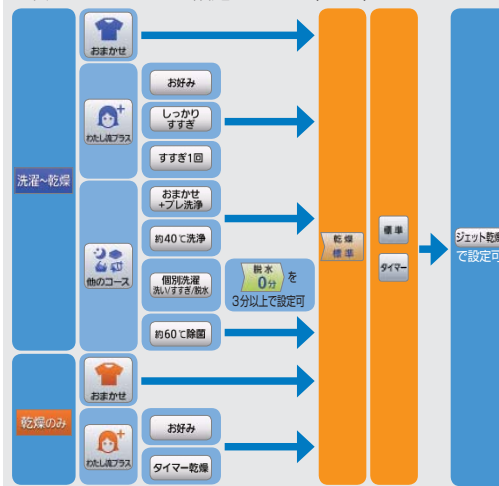 洗濯~乾燥
おまかせ
わたし流プラス
お好み
しっかり
すすぎ
すすぎ1回
他のコース
おまかせ
+プレ洗浄
約40℃洗浄
個別洗濯
洗い/すすぎ/脱水
脱水
0分
を
3分以上で設定可
約60℃除菌
乾燥のみ
おまかせ
わたし流プラス
お好み
タイマー乾燥
乾燥
標準
標準
タイマー
ジェット乾燥
で設定可